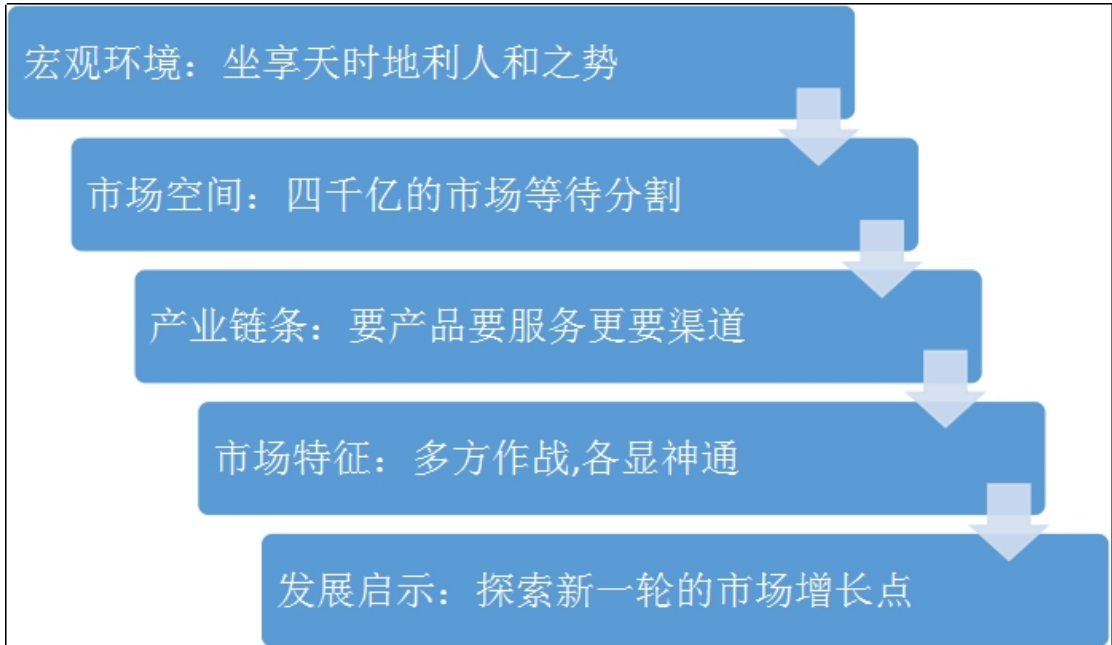 宏观环境：坐享天时地利人和之势
市场空间：四千亿的市场等待分割
产业链条：要产品要服务更要渠道
市场特征：多方作战,各显神通
发展启示：探索新一轮的市场增长点